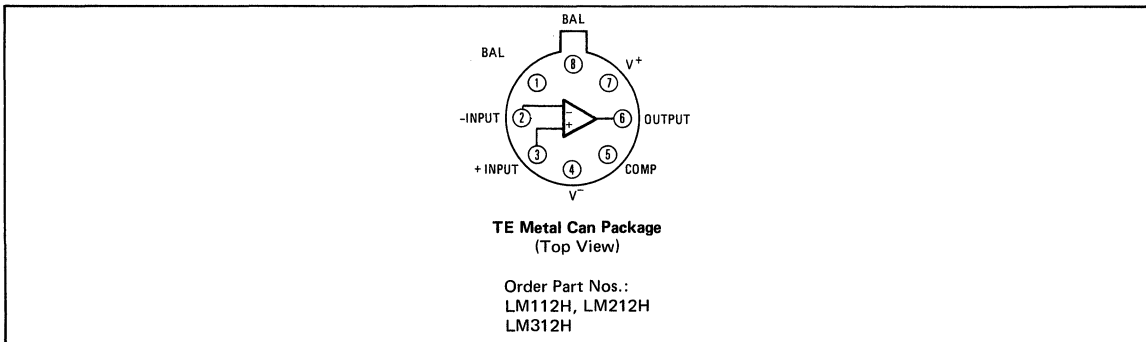 BAL
BAL
8
V+
1
7
-INPUT
2
-
6
OUTPUT
+
3
5
+ INPUT
4
COMP
V-
TE Metal Can Package
(Top View)
Order Part Nos.:
LM112H, LM212H
LM312H